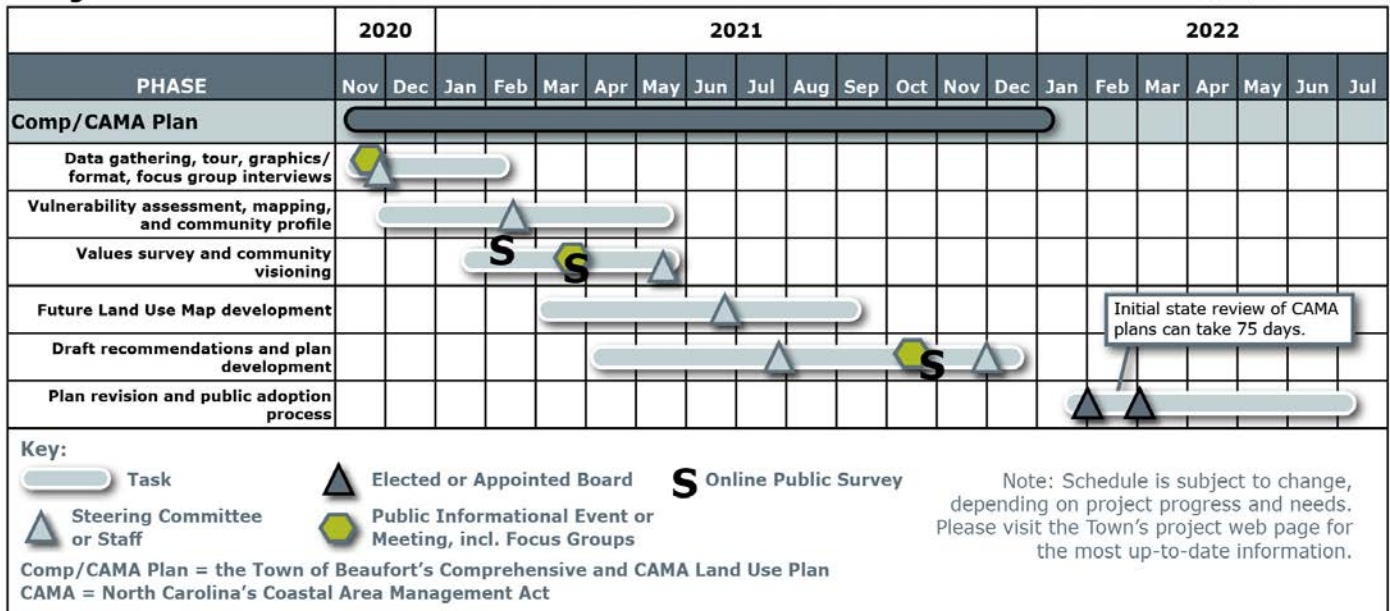 2020 2021 2022
PHASE Nov Dec Jan Feb Mar Apr May Jun Jul Aug Sep Oct Nov Dec Jan Feb Mar Apr May Jun Jul
Comp/CAMA Plan
Data gathering, tour, graphics/
format, focus group interviews
Vulnerability assessment, mapping,
and community profile
S
Values survey and community
visioning
S
Future Land Use Map development
Initial state review of CAMA
plans can take 75 days.
Draft recommendations and plan
development
S
Plan revision and public adoption
process
Key:
Task
Elected or Appointed Board
S Online Public Survey
Steering Committee
or Staff
Public Informational Event or
Meeting, incl. Focus Groups
Note: Schedule is subject to change,
depending on project progress and needs.
Please visit the Town's project web page for
the most up-to-date information.
Comp/CAMA Plan = the Town of Beaufort's Comprehensive and CAMA Land Use Plan
CAMA = North Carolina's Coastal Area Management Act